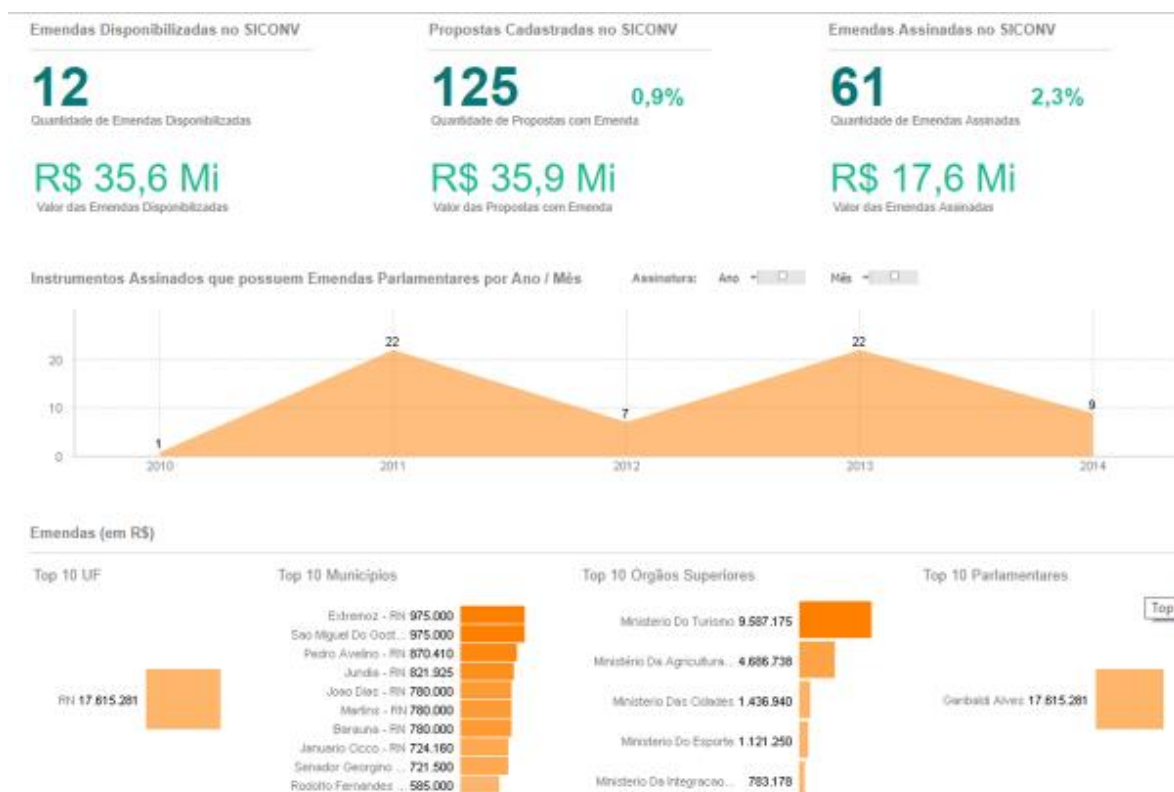 Emendas Disponibilizadas no SICONV
Propostas Cadastradas no SICONV
Emendas Assinadas no SICONV
12
125 0,9%
61 2,3%
Quantidade de Emendas Disponibilizadas
Quantidade de Propostas com Emenda
Quantidade de Emendas Assinadas
R$ 35,6 Mi
R$ 35,9 Mi
R$ 17,6 Mi
Valor das Emendas Disponibilizadas
Valor das Propostas com Emenda
Valor das Emendas Assinadas
Instrumentos Assinados que possuem Emendas Parlamentares por Ano / Mês
Assinatura: Ano Mês
20
10
0
1
22
7
22
9
2010
2011
2012
2013
2014
Emendas (em R$)
Top 10 UF
RN 17.615.281
Top 10 Municípios
Extremoz - RN 975.000
Sao Miguel Do Gost... 975.000
Pedro Avelino - RN 870.410
Jundia - RN 821.925
Joao Dias - RN 780.000
Martins - RN 780.000
Barauna - RN 780.000
Januario Cicco - RN 724.160
Senador Georgino ... 721.500
Rodolfo Fernandes ... 585.000
Top 10 Orgãos Superiores
Ministerio Do Turismo 9.587.175
Ministério Da Agricultura... 4.686.738
Ministerio Das Cidades 1.436.940
Ministerio Do Esporte 1.121.250
Ministerio Da Integracao... 783.178
Top 10 Parlamentares
Top
Garibaldi Alves 17.615.281